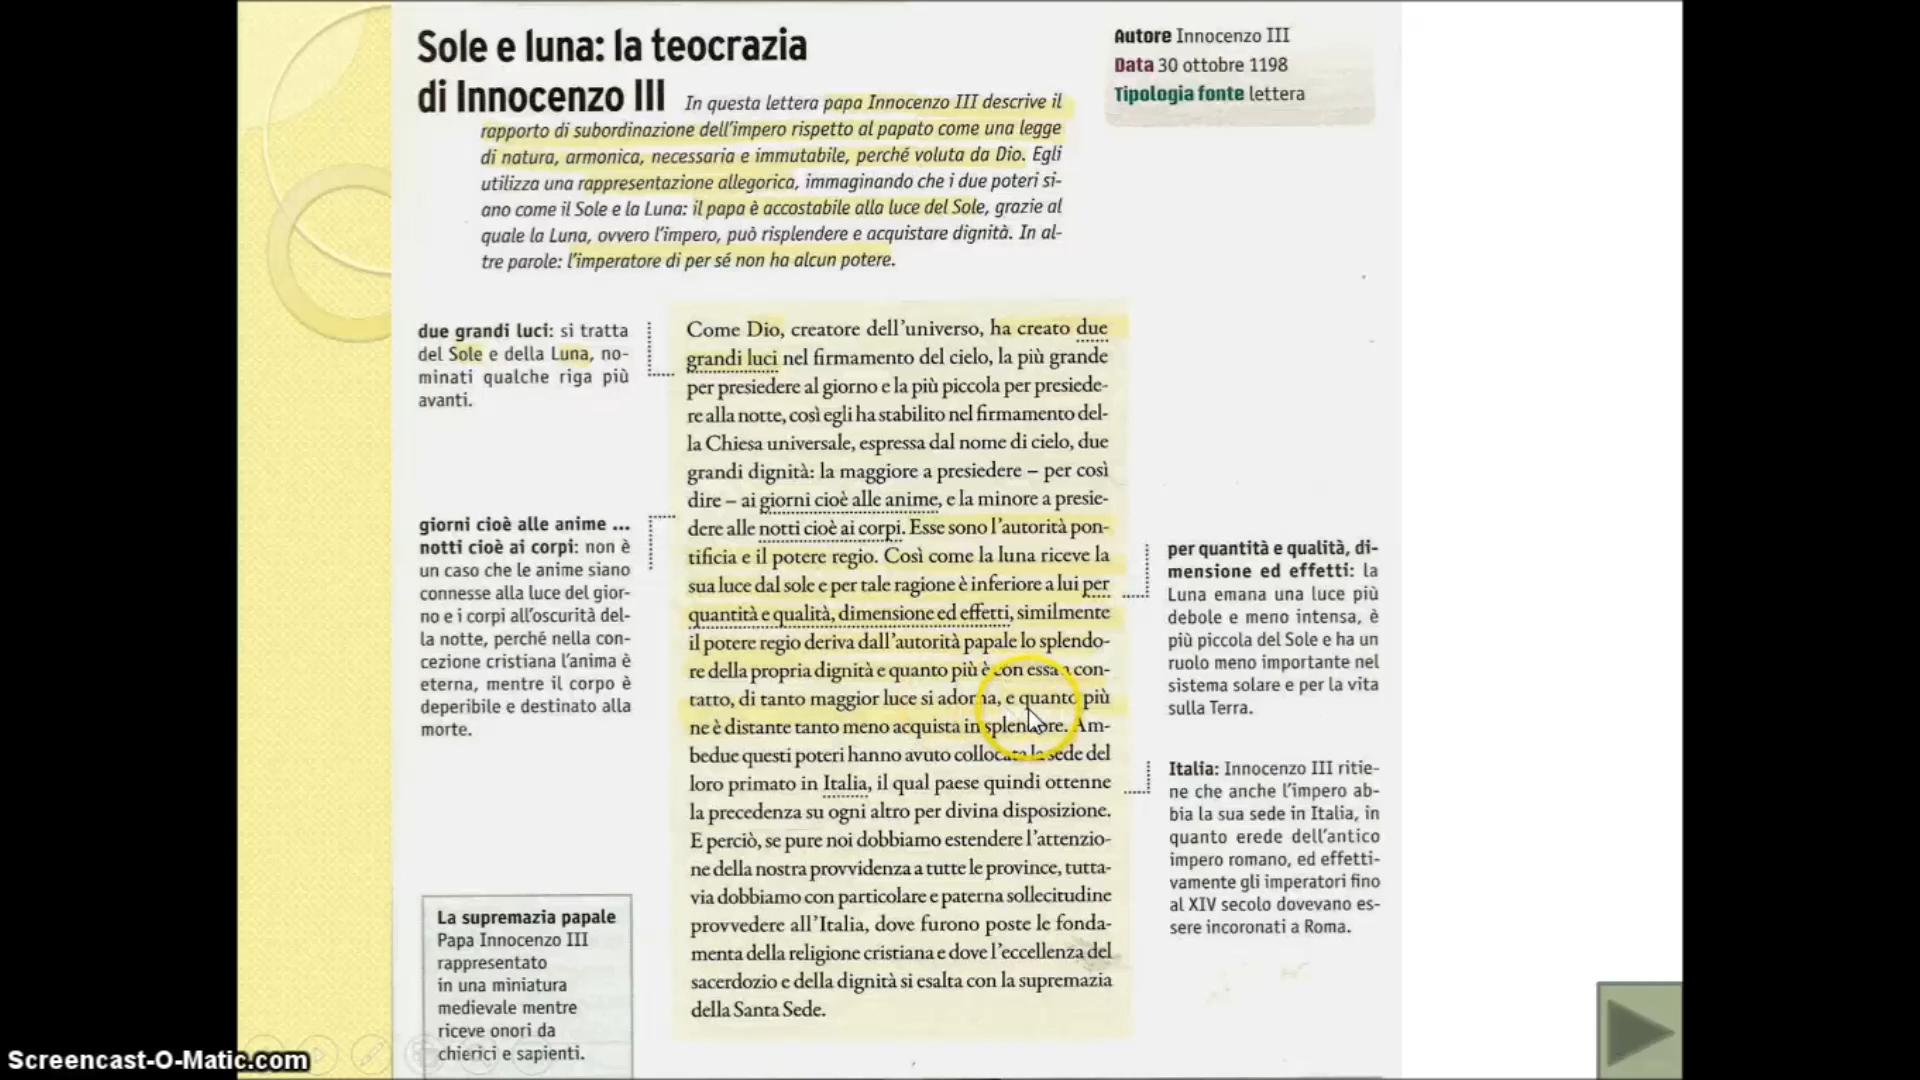 Sole e luna: la teocrazia
di Innocenzo III
In questa lettera papa Innocenzo III descrive il
rapporto di subordinazione dell'impero rispetto al papato come una legge
di natura, armonica, necessaria e immutabile, perché voluta da Dio. Egli
utilizza una rappresentazione allegorica, immaginando che i due poteri si-
ano come il Sole e la Luna: il papa è accostabile alla luce del Sole, grazie al
quale la Luna, ovvero l'impero, può risplendere e acquistare dignità. In al-
tre parole: l'imperatore di per sé non ha alcun potere.
Autore Innocenzo III
Data 30 ottobre 1198
Tipologia fonte lettera
due grandi luci: si tratta
del Sole e della Luna, no-
minati qualche riga più
avanti.
giorni cioè alle anime ...
notti cioè ai corpi: non è
un caso che le anime siano
connesse alla luce del gior-
no e i corpi all'oscurità del-
la notte, perché nella con-
cezione cristiana l'anima è
eterna, mentre il corpo è
deperibile e destinato alla
morte.
La supremazia papale
Papa Innocenzo III
rappresentato
in una miniatura
medievale mentre
riceve onori da
chierici e sapienti.
Come Dio, creatore dell'universo, ha creato due
grandi luci nel firmamento del cielo, la più grande
per presiedere al giorno e la più piccola per presiede-
re alla notte, così egli ha stabilito nel firmamento del-
la Chiesa universale, espressa dal nome di cielo, due
grandi dignità: la maggiore a presiedere – per così
dire – ai giorni cioè alle anime, e la minore a presie-
dere alle notti cioè ai corpi. Esse sono l'autorità pon-
tificia e il potere regio. Così come la luna riceve la
sua luce dal sole e per tale ragione è inferiore a lui per
quantità e qualità, dimensione ed effetti, similmente
il potere regio deriva dall'autorità papale lo splendo-
re della propria dignità e quanto più è con essa a con-
tatto, di tanto maggior luce si adorna, e quanto più
ne è distante tanto meno acquista in splendore. Am-
bedue questi poteri hanno avuto collocata la sede del
loro primato in Italia, il qual paese quindi ottenne
la precedenza su ogni altro per divina disposizione.
E perciò, se pure noi dobbiamo estendere l'attenzio-
ne della nostra provvidenza a tutte le province, tutta-
via dobbiamo con particolare e paterna sollecitudine
provvedere all'Italia, dove furono poste le fonda-
menta della religione cristiana e dove l'eccellenza del
sacerdozio e della dignità si esalta con la supremazia
della Santa Sede.
per quantità e qualità, di-
mensione ed effetti: la
Luna emana una luce più
debole e meno intensa, è
più piccola del Sole e ha un
ruolo meno importante nel
sistema solare e per la vita
sulla Terra.
Italia: Innocenzo III ritie-
ne che anche l'impero ab-
bia la sua sede in Italia, in
quanto erede dell'antico
impero romano, ed effetti-
vamente gli imperatori fino
al XIV secolo dovevano es-
sere incoronati a Roma.
Screencast-O-Matic.com